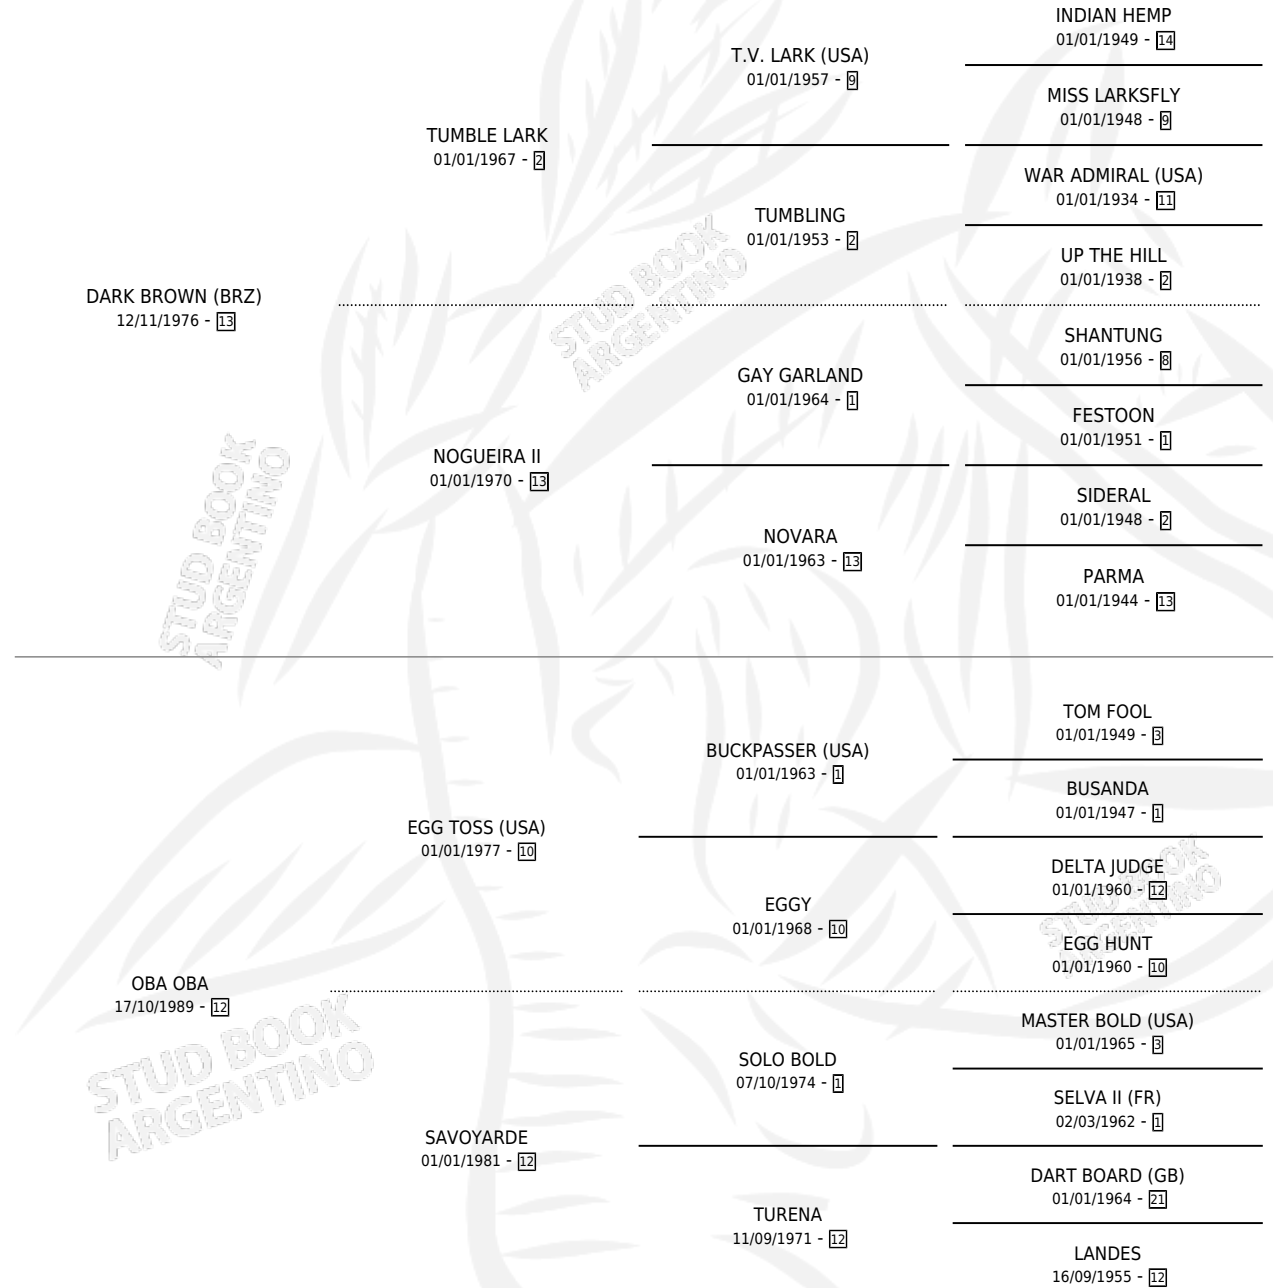 INDIAN HEMP
01/01/1949 - 14
T.V. LARK (USA)
01/01/1957 - 9
MISS LARKSFLY
01/01/1948 - 9
TUMBLE LARK
01/01/1967 - 2
WAR ADMIRAL (USA)
01/01/1934 - 11
TUMBLING
01/01/1953 - 2
UP THE HILL
01/01/1938 - 2
DARK BROWN (BRZ)
12/11/1976 - 13
SHANTUNG
01/01/1956 - 8
GAY GARLAND
01/01/1964 - 1
FESTOON
01/01/1951 - 1
NOGUEIRA II
01/01/1970 - 13
SIDERAL
01/01/1948 - 2
NOVARA
01/01/1963 - 13
PARMA
01/01/1944 - 13
TOM FOOL
01/01/1949 - 3
BUCKPASSER (USA)
01/01/1963 - 1
BUSANDA
01/01/1947 - 1
EGG TOSS (USA)
01/01/1977 - 10
DELTA JUDGE
01/01/1960 - 12
EGGY
01/01/1968 - 10
EGG HUNT
01/01/1960 - 10
OBA OBA
17/10/1989 - 12
MASTER BOLD (USA)
01/01/1965 - 3
SOLO BOLD
07/10/1974 - 1
SELVA II (FR)
02/03/1962 - 1
SAVOYARDE
01/01/1981 - 12
DART BOARD (GB)
01/01/1964 - 21
TURENA
11/09/1971 - 12
LANDES
16/09/1955 - 12
STUD BOOK
ARGENTINO
STUD BOOK
ARGENTINO
STUD BOOK
ARGENTINO
STUD BOOK
ARGENTINO